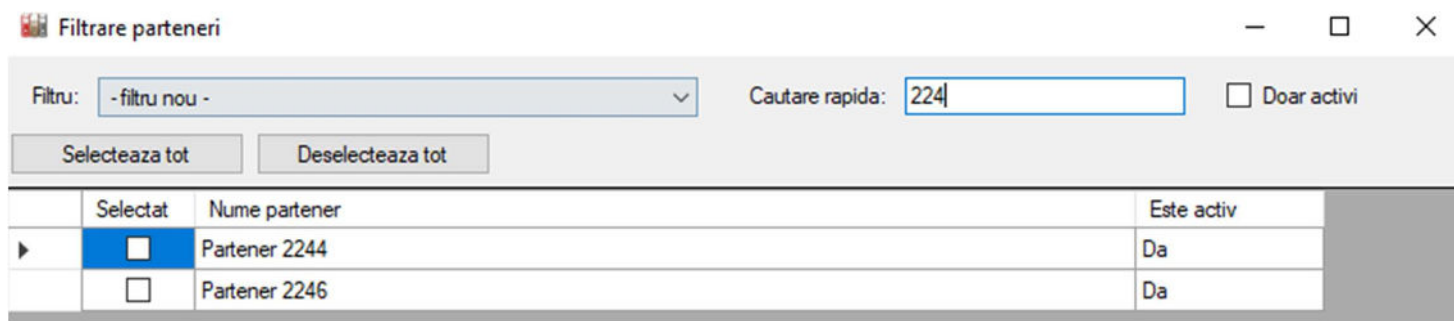 Filtrare parteneri
Filtru: - filtru nou - Cautare rapida: 224 Doar activi
Selecteaza tot Deselecteaza tot
Selectat Nume partener Este activ
Partener 2244 Da
Partener 2246 Da